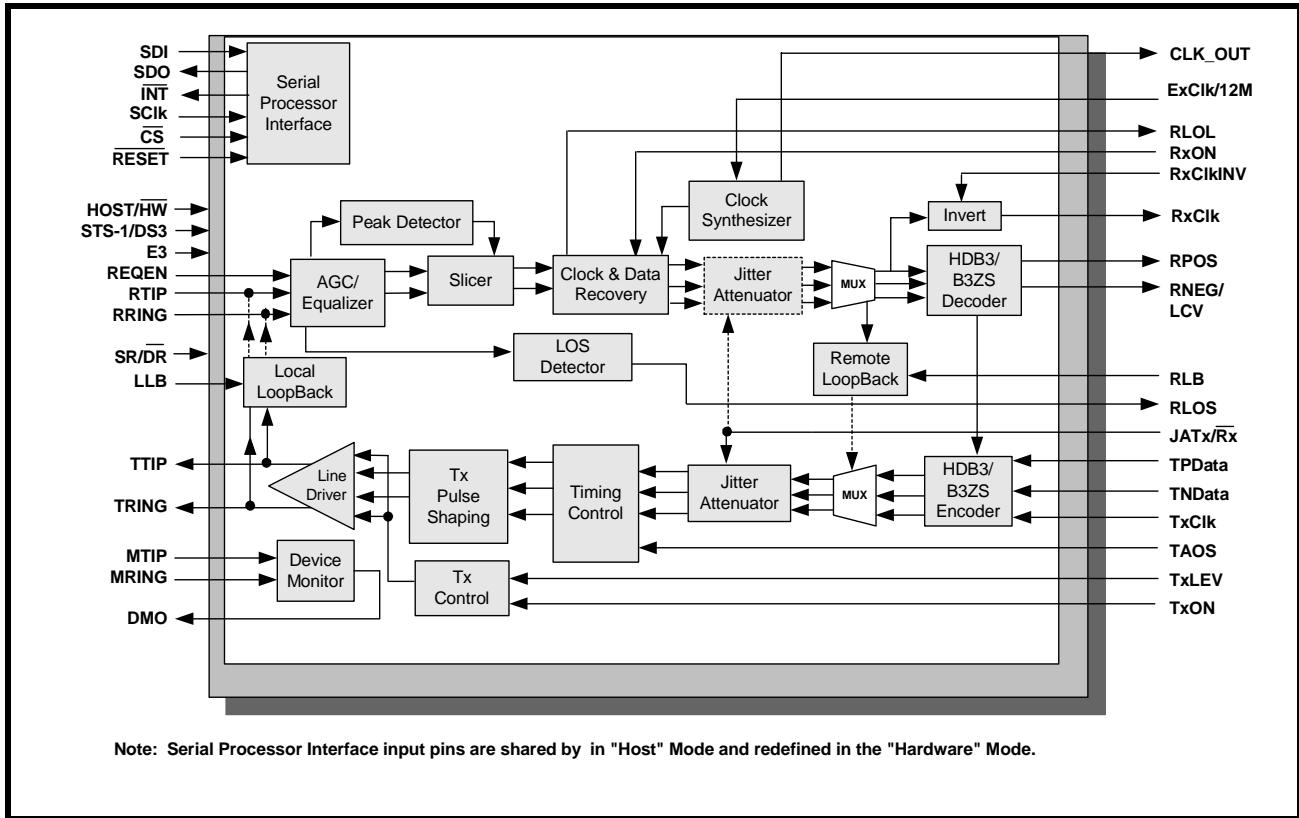 SDI
SDO
INT
SClk
CS
RESET
HOST/HW
STS-1/DS3
E3
REQEN
RTIP
RRING
SR/DR
LLB
TTIP
TRING
MTIP
MRING
DMO
Serial
Processor
Interface
Peak Detector
AGC/
Equalizer
Slicer
Clock & Data
Recovery
Clock
Synthesizer
Jitter
Attenuator
MUX
Invert
HDB3/
B3ZS
Decoder
LOS
Detector
Remote
LoopBack
Local
LoopBack
Line
Driver
Tx
Pulse
Shaping
Timing
Control
Jitter
Attenuator
MUX
HDB3/
B3ZS
Encoder
Device
Monitor
Tx
Control
CLK_OUT
ExClk/12M
RLOL
RxON
RxClkINV
RxClk
RPOS
RNEG/
LCV
RLB
RLOS
JATx/Rx
TPData
TNData
TxClk
TAOS
TxLEV
TxON
Note: Serial Processor Interface input pins are shared by in "Host" Mode and redefined in the "Hardware" Mode.